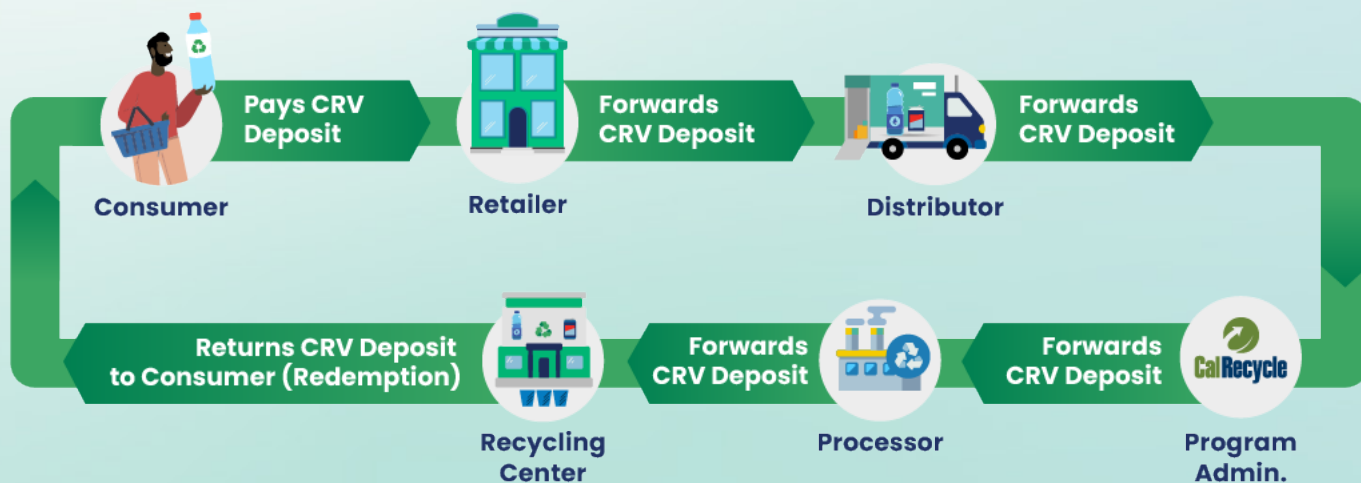 Pays CRV
Deposit
Forwards
CRV Deposit
Forwards
CRV Deposit
Consumer
Retailer
Distributor
Returns CRV Deposit
to Consumer (Redemption)
Forwards
CRV Deposit
Forwards
CRV Deposit
CalRecycle
Recycling
Center
Processor
Program
Admin.